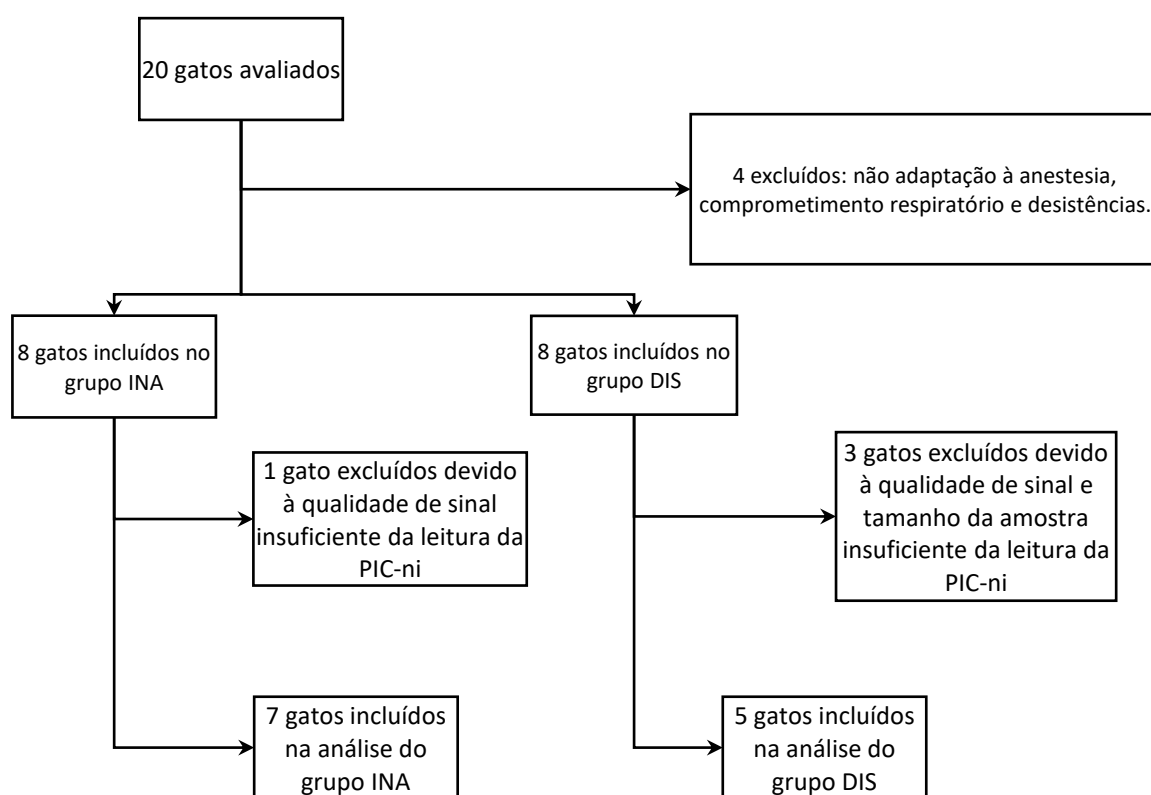 20 gatos avaliados
4 excluídos: não adaptação à anestesia,
comprometimento respiratório e desistências.
8 gatos incluídos no
grupo INA
8 gatos incluídos no
grupo DIS
1 gato excluídos devido
à qualidade de sinal
insuficiente da leitura da
PIC-ni
3 gatos excluídos devido
à qualidade de sinal e
tamanho da amostra
insuficiente da leitura da
PIC-ni
7 gatos incluídos
na análise do
grupo INA
5 gatos incluídos
na análise do
grupo DIS